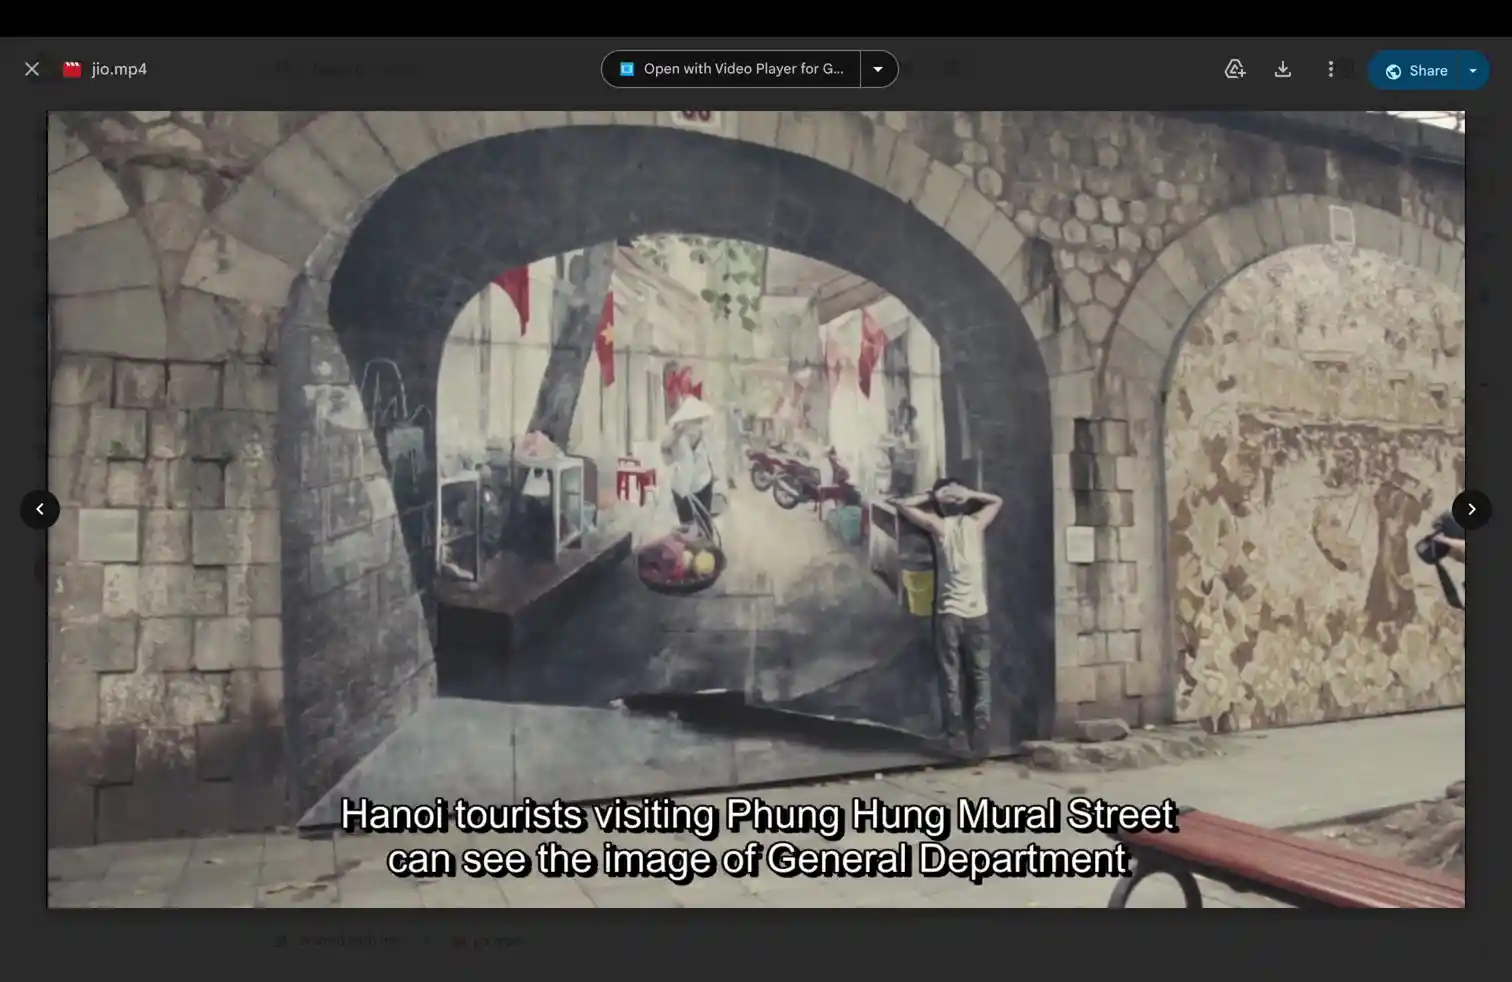 jio.mp4
Open with Video Player for G...
Share
Hanoi tourists visiting Phung Hung Mural Street
can see the image of General Department